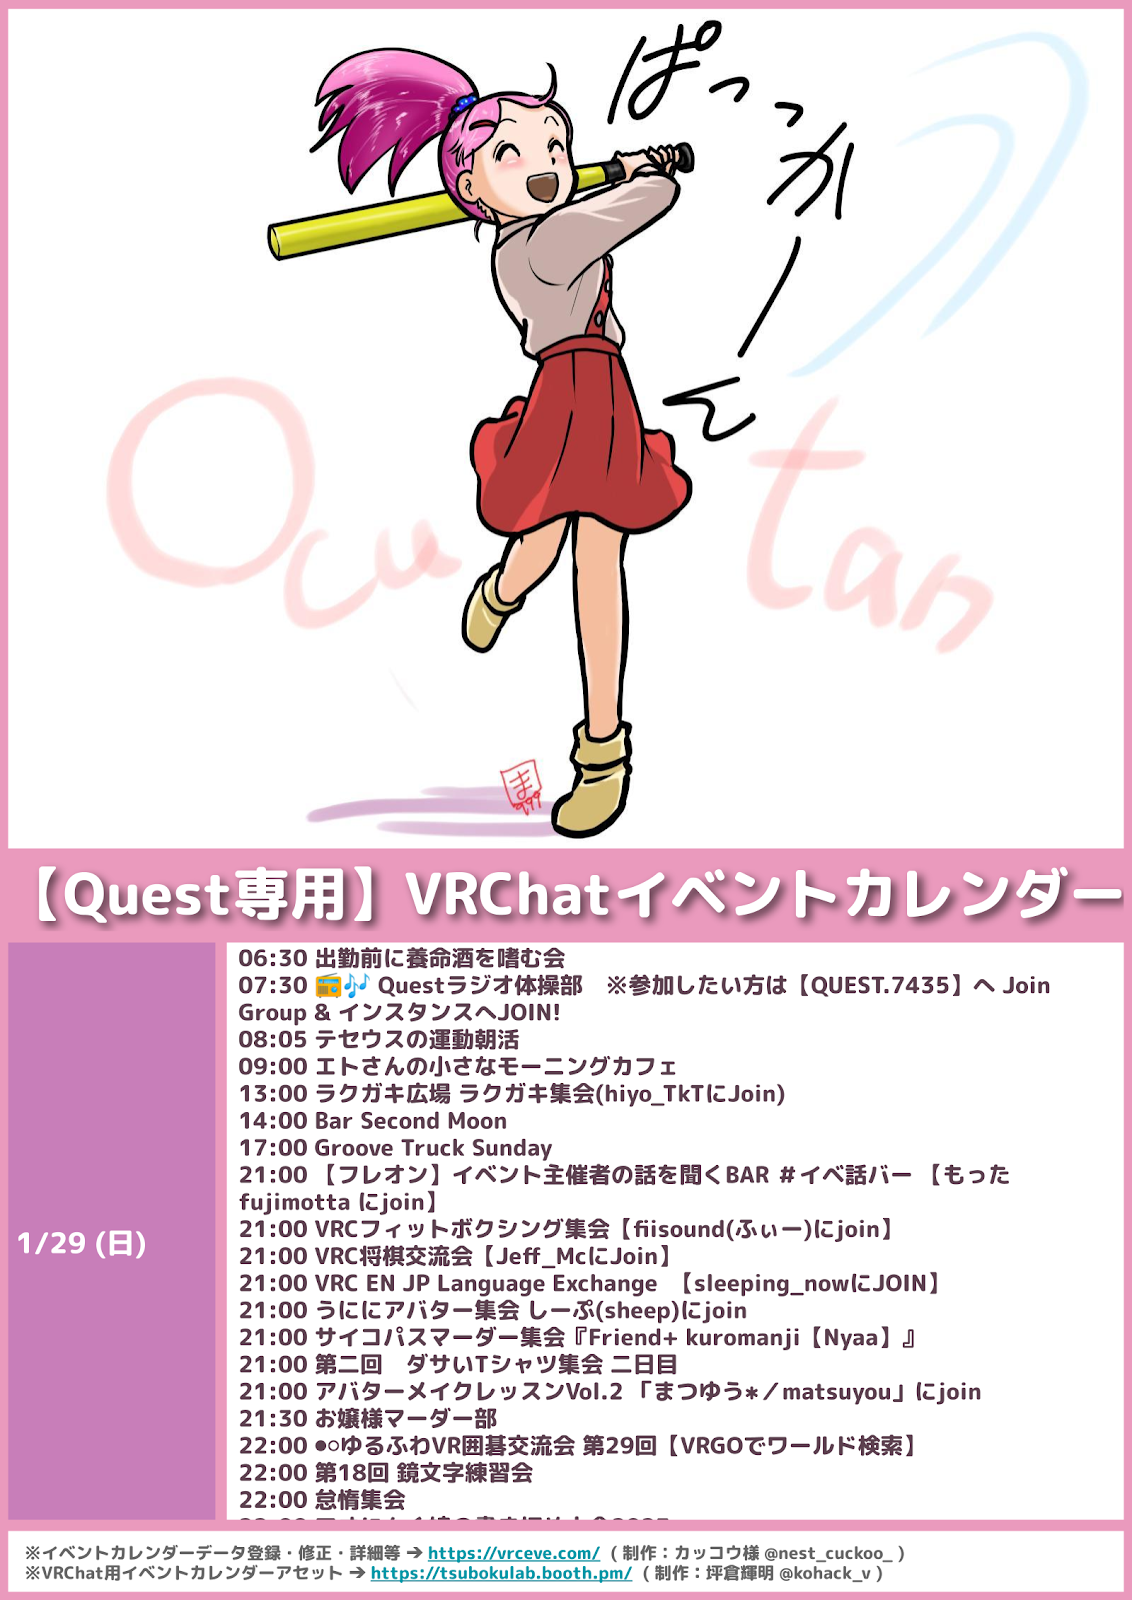 ぱっっかーん
Ocu tan
ま
999
【Quest専用】VRChatイベントカレンダー
1/29 (日)
06:30 出勤前に養命酒を嗜む会
07:30 📻🎶 Questラジオ体操部　※参加したい方は【QUEST.7435】へ Join
Group & インスタンスへJOIN!
08:05 テセウスの運動朝活
09:00 エトさんの小さなモーニングカフェ
13:00 ラクガキ広場 ラクガキ集会(hiyo_TkTにJoin)
14:00 Bar Second Moon
17:00 Groove Truck Sunday
21:00 【フレオン】イベント主催者の話を聞くBAR ＃イベ話バー 【もった
fujimotta にjoin】
21:00 VRCフィットボクシング集会【fiisound(ふぃー)にjoin】
21:00 VRC将棋交流会【Jeff_McにJoin】
21:00 VRC EN JP Language Exchange 【sleeping_nowにJOIN】
21:00 うににアバター集会 しーぷ(sheep)にjoin
21:00 サイコパスマーダー集会『Friend+ kuromanji【Nyaa】』
21:00 第二回　ダサいTシャツ集会 二日目
21:00 アバターメイクレッスンVol.2 「まつゆう*／matsuyou」にjoin
21:30 お嬢様マーダー部
22:00 ●○ゆるふわVR囲碁交流会 第29回【VRGOでワールド検索】
22:00 第18回 鏡文字練習会
22:00 怠惰集会
※イベントカレンダーデータ登録・修正・詳細等 ➔ https://vrceve.com/ ( 制作：カッコウ様 @nest_cuckoo_ )
※VRChat用イベントカレンダーアセット ➔ https://tsubokulab.booth.pm/ ( 制作：坪倉輝明 @kohack_v )